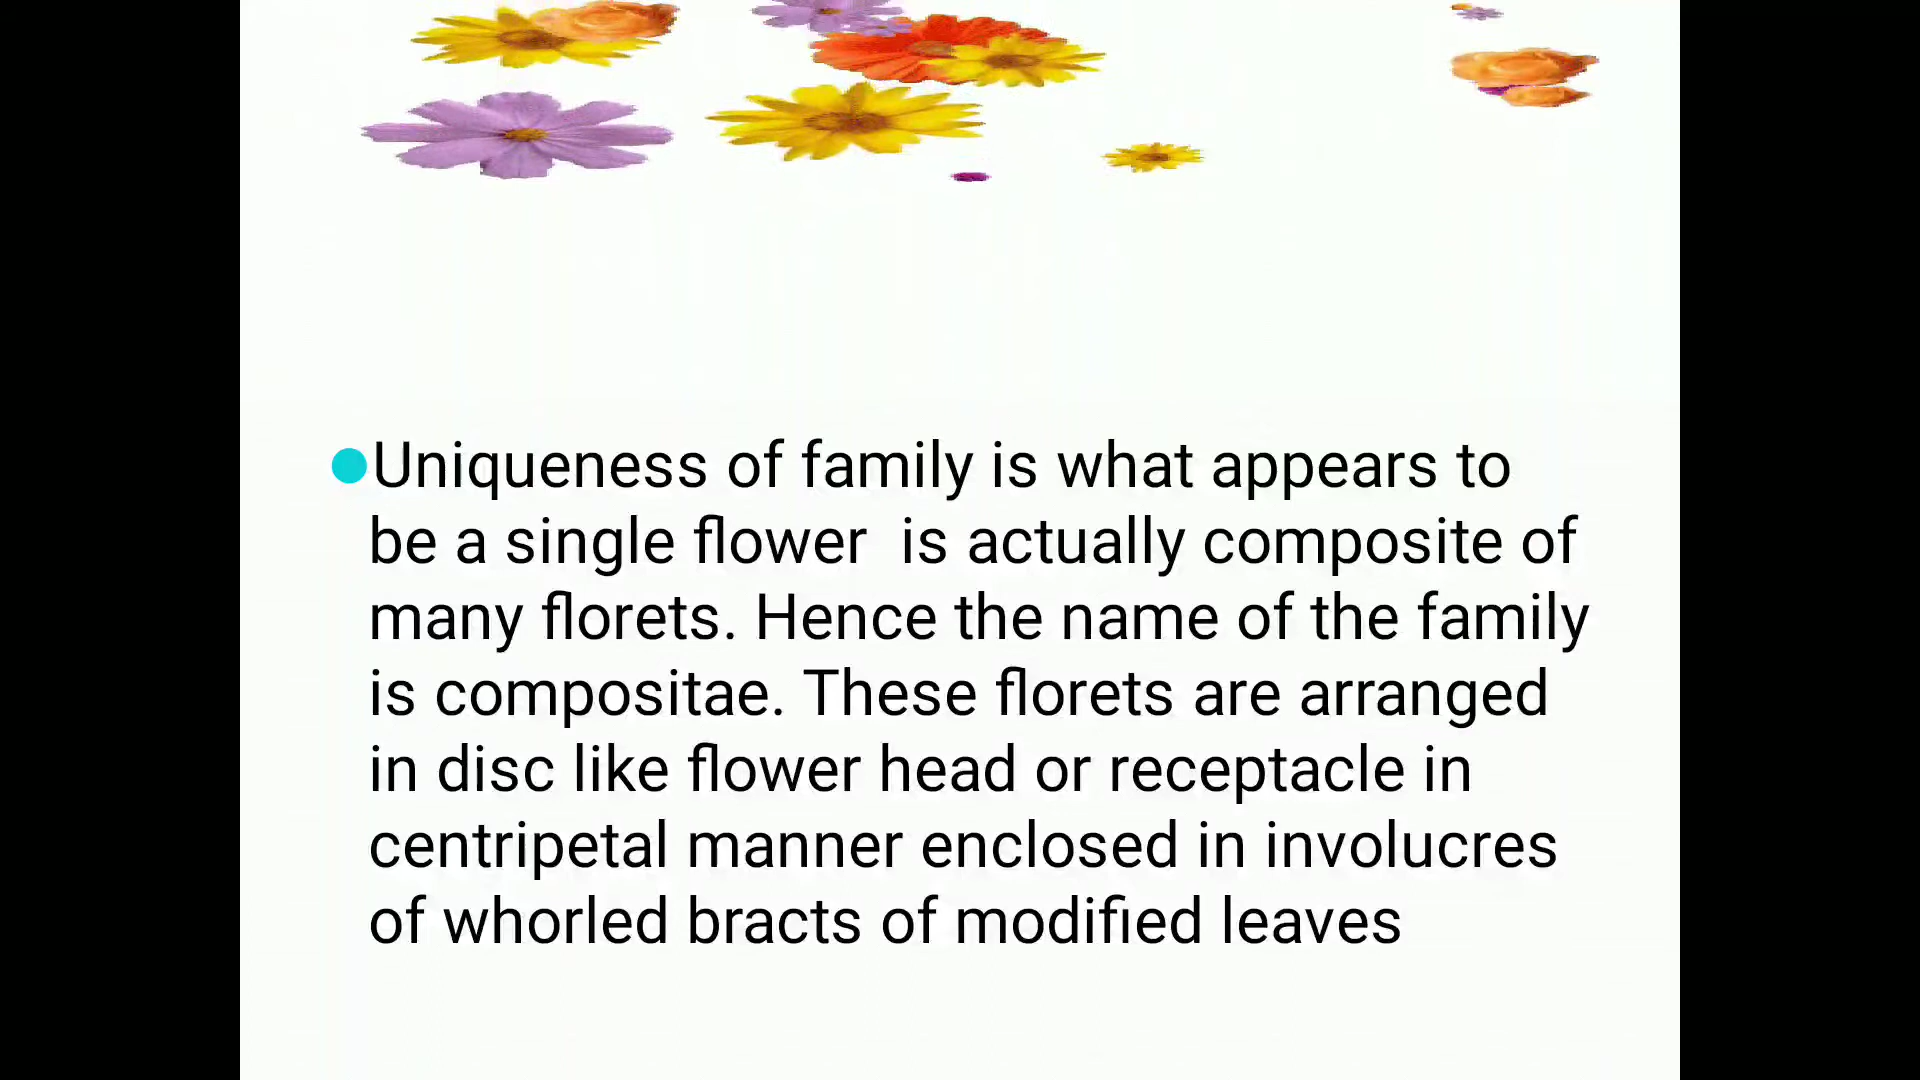 Uniqueness of family is what appears to
be a single flower  is actually composite of
many florets. Hence the name of the family
is compositae. These florets are arranged
in disc like flower head or receptacle in
centripetal manner enclosed in involucres
of whorled bracts of modified leaves